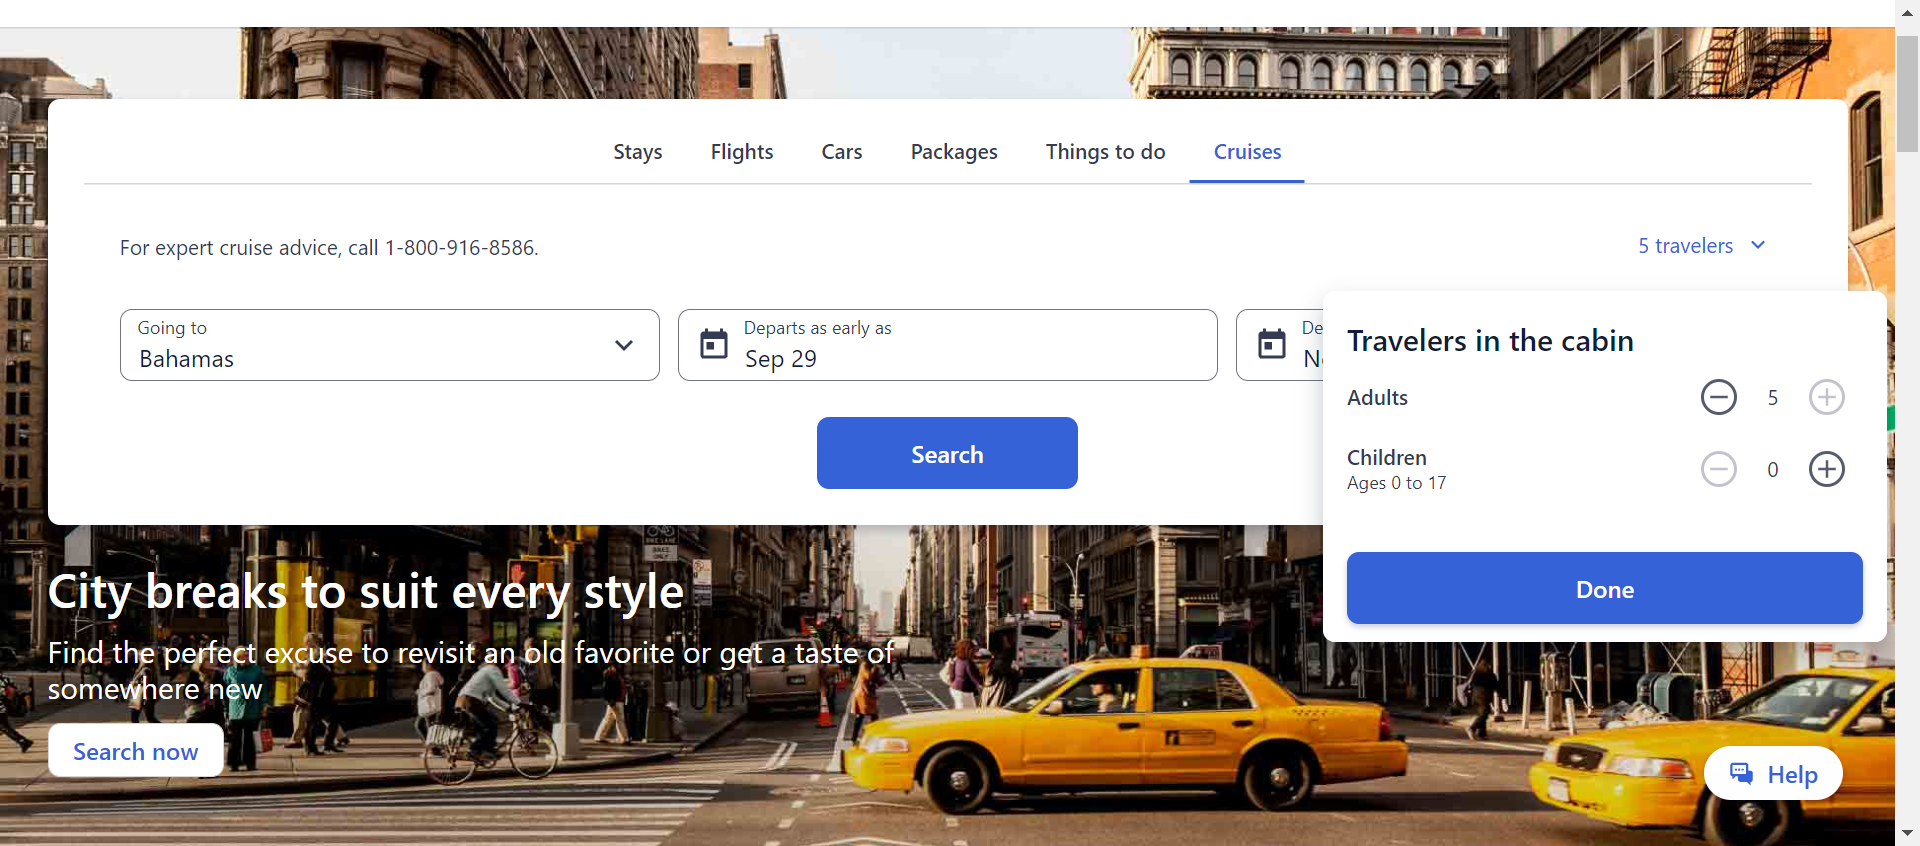 Stays Flights Cars Packages Things to do Cruises
For expert cruise advice, call 1-800-916-8586.
5 travelers
Going to
Bahamas
Departs as early as
Sep 29
De
N
Travelers in the cabin
Adults
5
Children
0
Ages 0 to 17
Search
Done
City breaks to suit every style
Find the perfect excuse to revisit an old favorite or get a taste of
somewhere new
Search now
Help